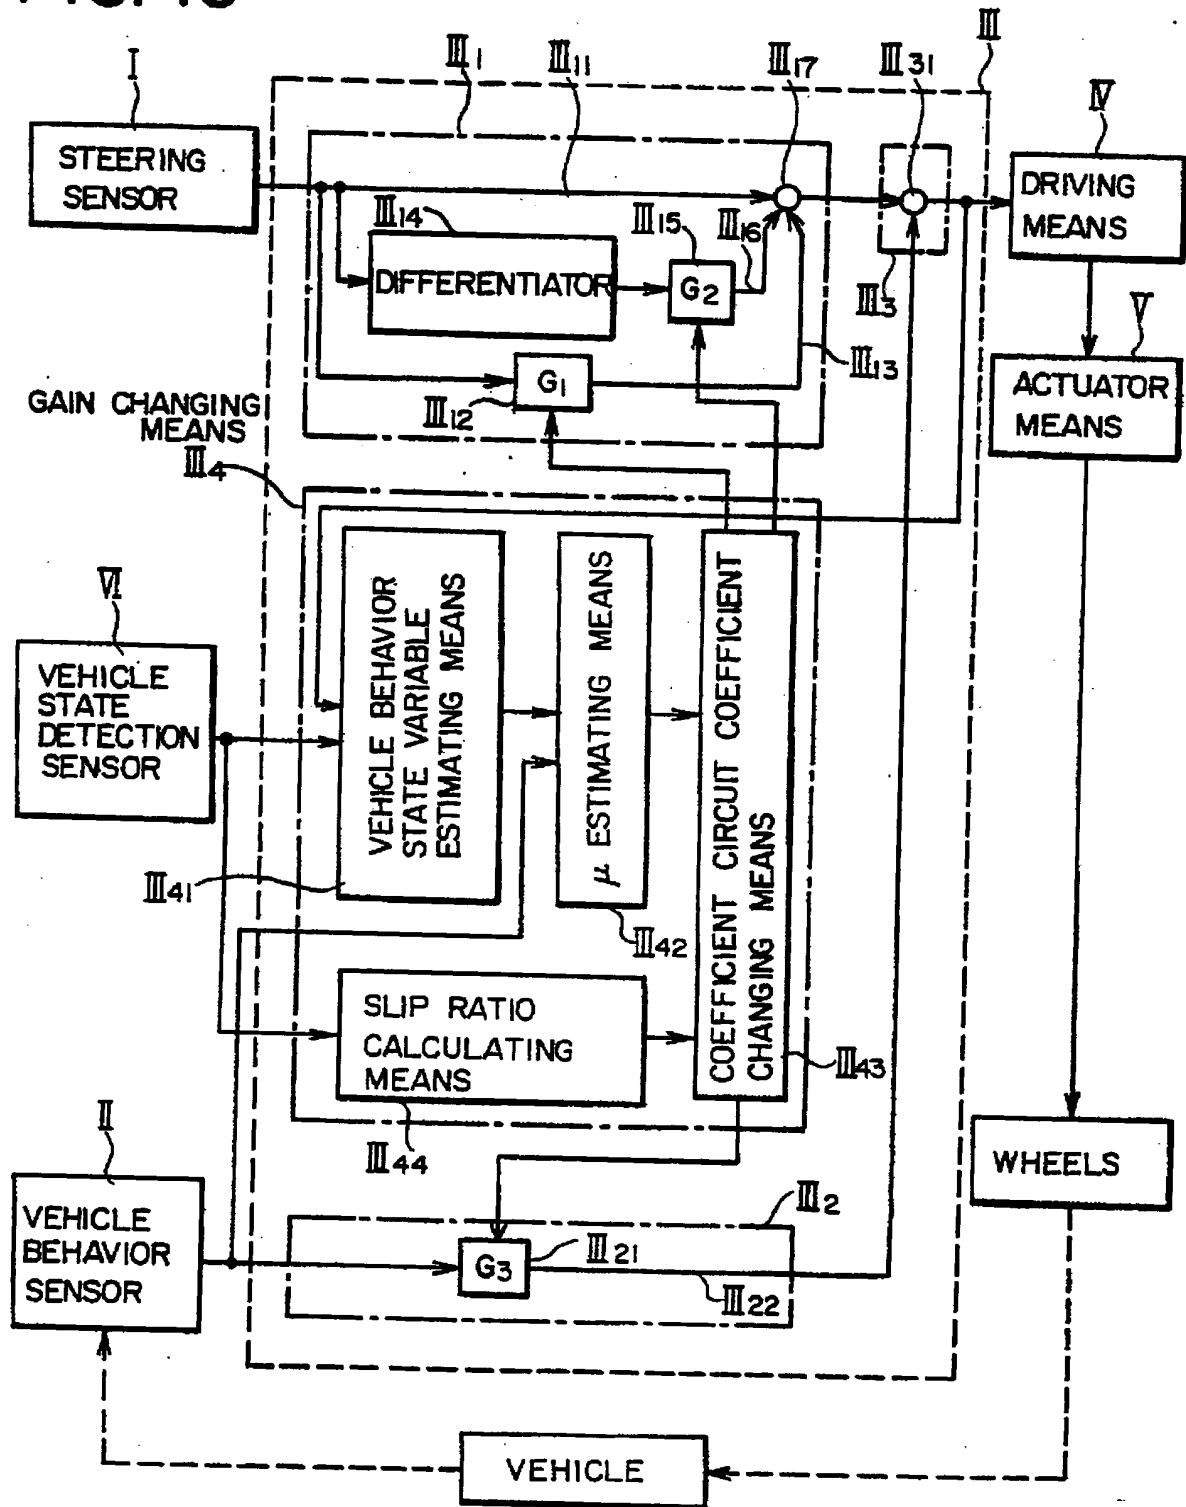 III
I
III1
III11
III17
III31
IV
STEERING
SENSOR
DRIVING
MEANS
III14
III15
III16
DIFFERENTIATOR
G2
III3
V
III13
G1
III12
ACTUATOR
MEANS
GAIN CHANGING
MEANS
III4
VI
VEHICLE
STATE
DETECTION
SENSOR
VEHICLE BEHAVIOR
STATE VARIABLE
ESTIMATING MEANS
μ ESTIMATING MEANS
COEFFICIENT CIRCUIT COEFFICIENT
CHANGING MEANS
III41
III42
SLIP RATIO
CALCULATING
MEANS
III43
II
III44
WHEELS
III2
VEHICLE
BEHAVIOR
SENSOR
G3
III21
III22
VEHICLE